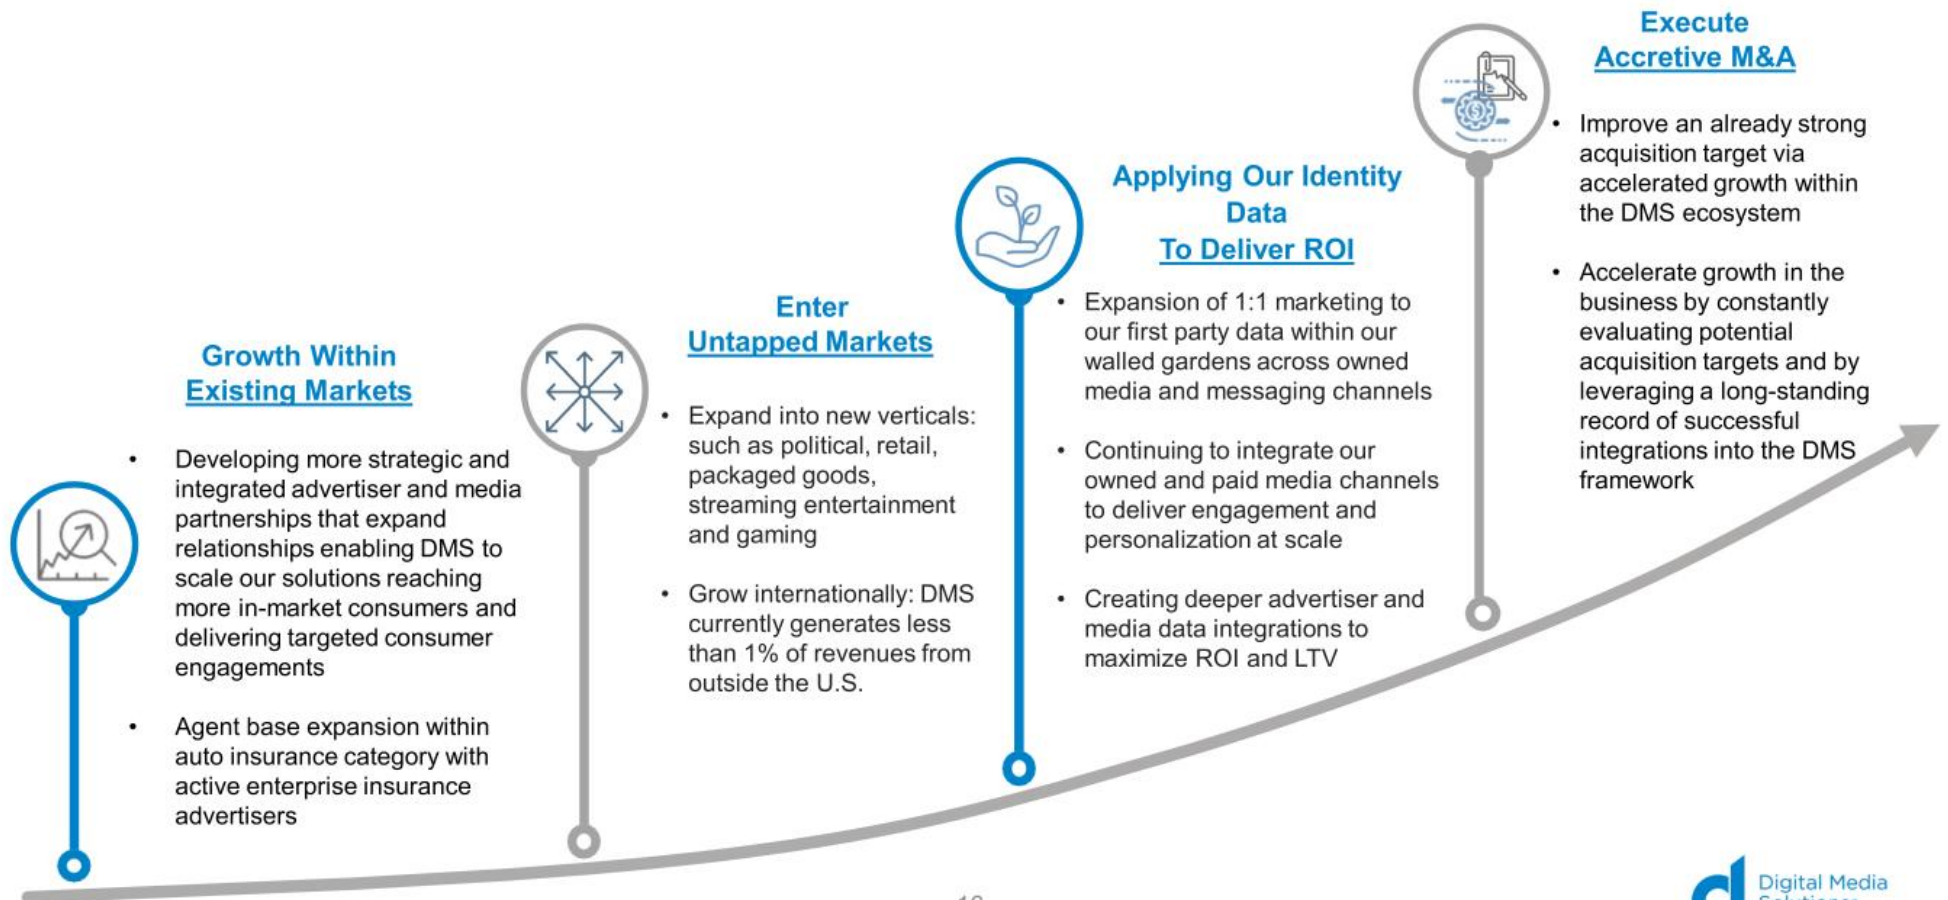 Growth Within
Existing Markets
• Developing more strategic and
integrated advertiser and media
partnerships that expand
relationships enabling DMS to
scale our solutions reaching
more in-market consumers and
delivering targeted consumer
engagements
• Agent base expansion within
auto insurance category with
active enterprise insurance
advertisers
Enter
Untapped Markets
• Expand into new verticals:
such as political, retail,
packaged goods,
streaming entertainment
and gaming
• Grow internationally: DMS
currently generates less
than 1% of revenues from
outside the U.S.
Applying Our Identity
Data
To Deliver ROI
• Expansion of 1:1 marketing to
our first party data within our
walled gardens across owned
media and messaging channels
• Continuing to integrate our
owned and paid media channels
to deliver engagement and
personalization at scale
• Creating deeper advertiser and
media data integrations to
maximize ROI and LTV
Execute
Accretive M&A
• Improve an already strong
acquisition target via
accelerated growth within
the DMS ecosystem
• Accelerate growth in the
business by constantly
evaluating potential
acquisition targets and by
leveraging a long-standing
record of successful
integrations into the DMS
framework
Digital Media